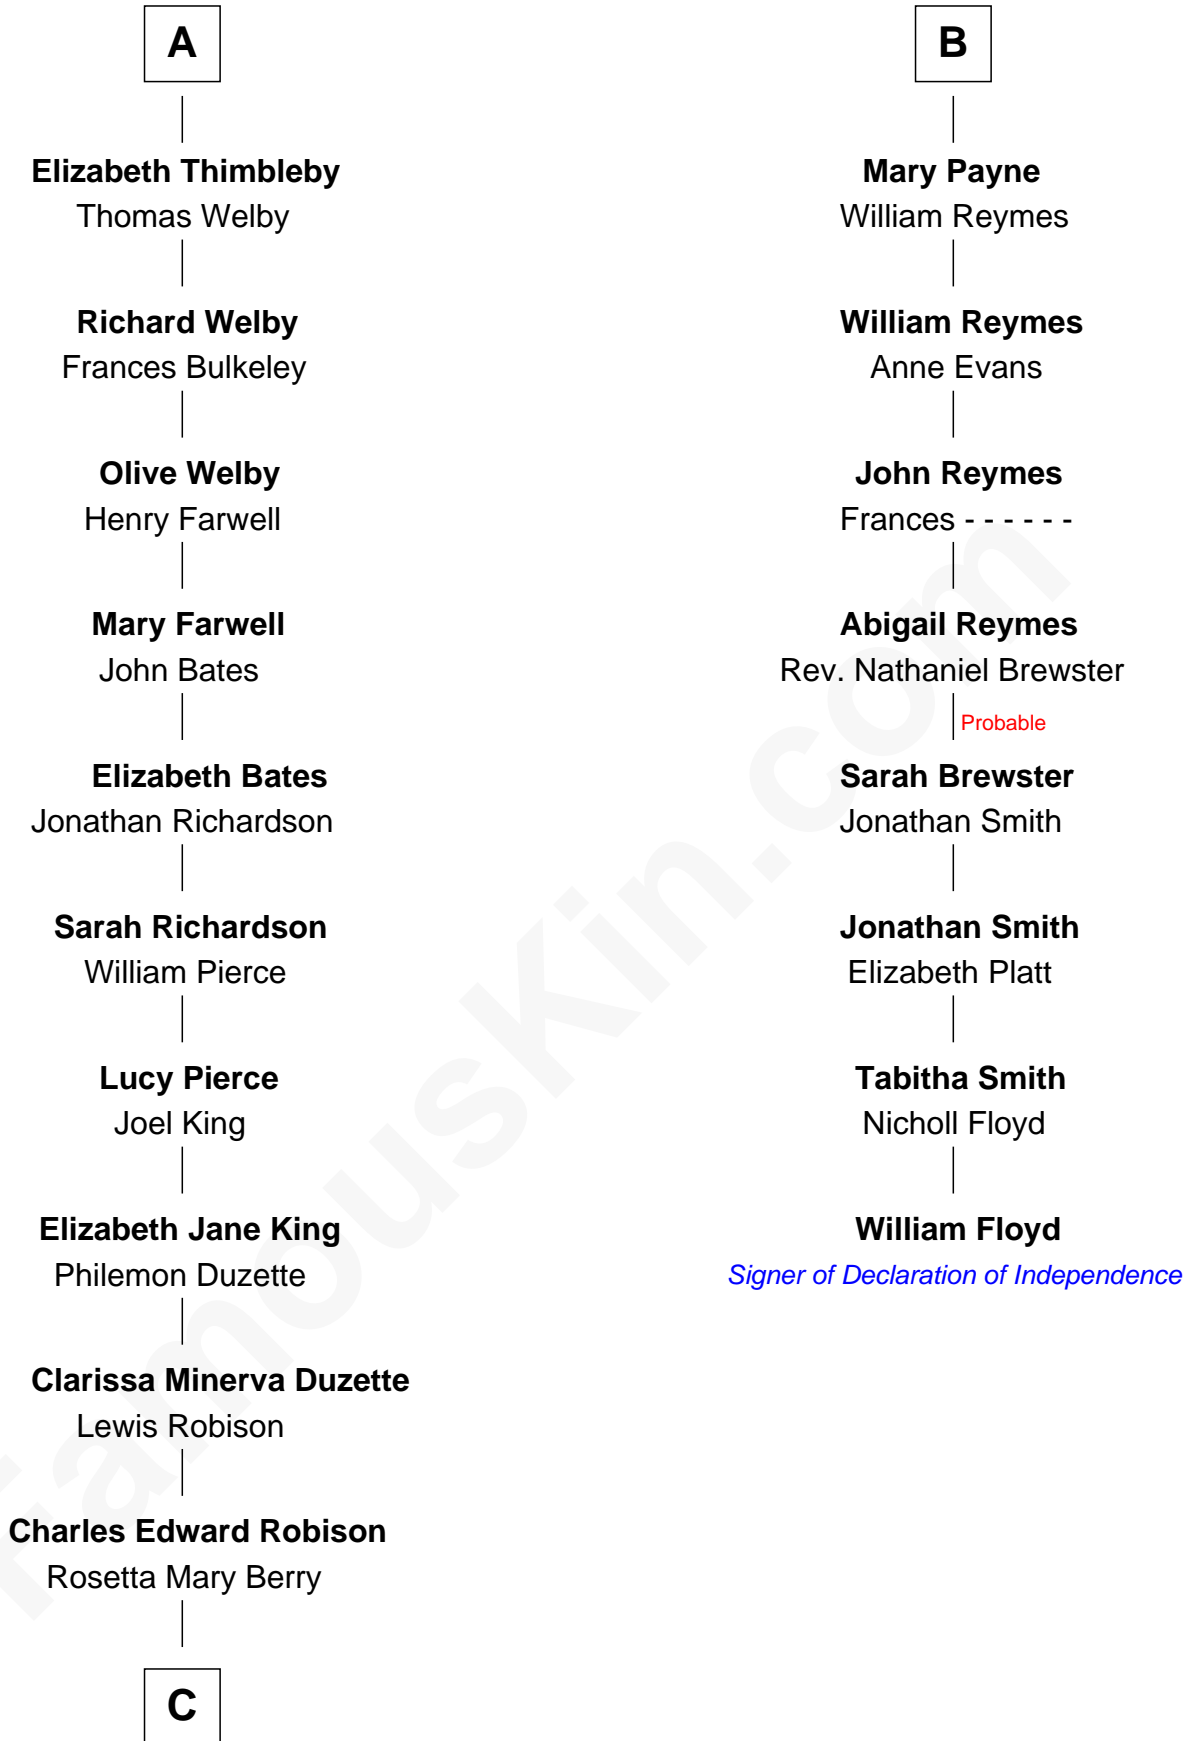 A
Elizabeth Thimbleby
Thomas Welby
Richard Welby
Frances Bulkeley
Olive Welby
Henry Farwell
Mary Farwell
John Bates
Elizabeth Bates
Jonathan Richardson
Sarah Richardson
William Pierce
Lucy Pierce
Joel King
Elizabeth Jane King
Philemon Duzette
Clarissa Minerva Duzette
Lewis Robison
Charles Edward Robison
Rosetta Mary Berry
C
B
Mary Payne
William Reymes
William Reymes
Anne Evans
John Reymes
Frances - - - - - -
Abigail Reymes
Rev. Nathaniel Brewster
Probable
Sarah Brewster
Jonathan Smith
Jonathan Smith
Elizabeth Platt
Tabitha Smith
Nicholl Floyd
William Floyd
Signer of Declaration of Independence
FamousKin.com